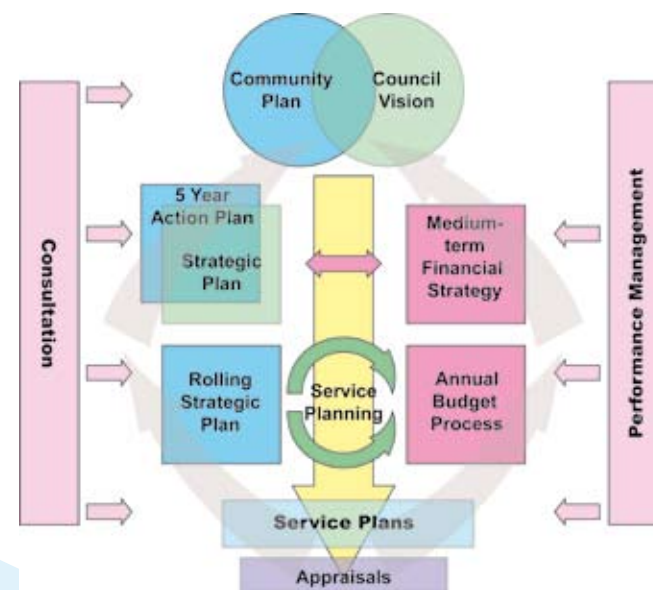 Community
Plan
Council
Vision
Consultation
5 Year
Action Plan
Strategic
Plan
Medium-
term
Financial
Strategy
Performance Management
Rolling
Strategic
Plan
Service
Planning
Annual
Budget
Process
Service Plans
Appraisals